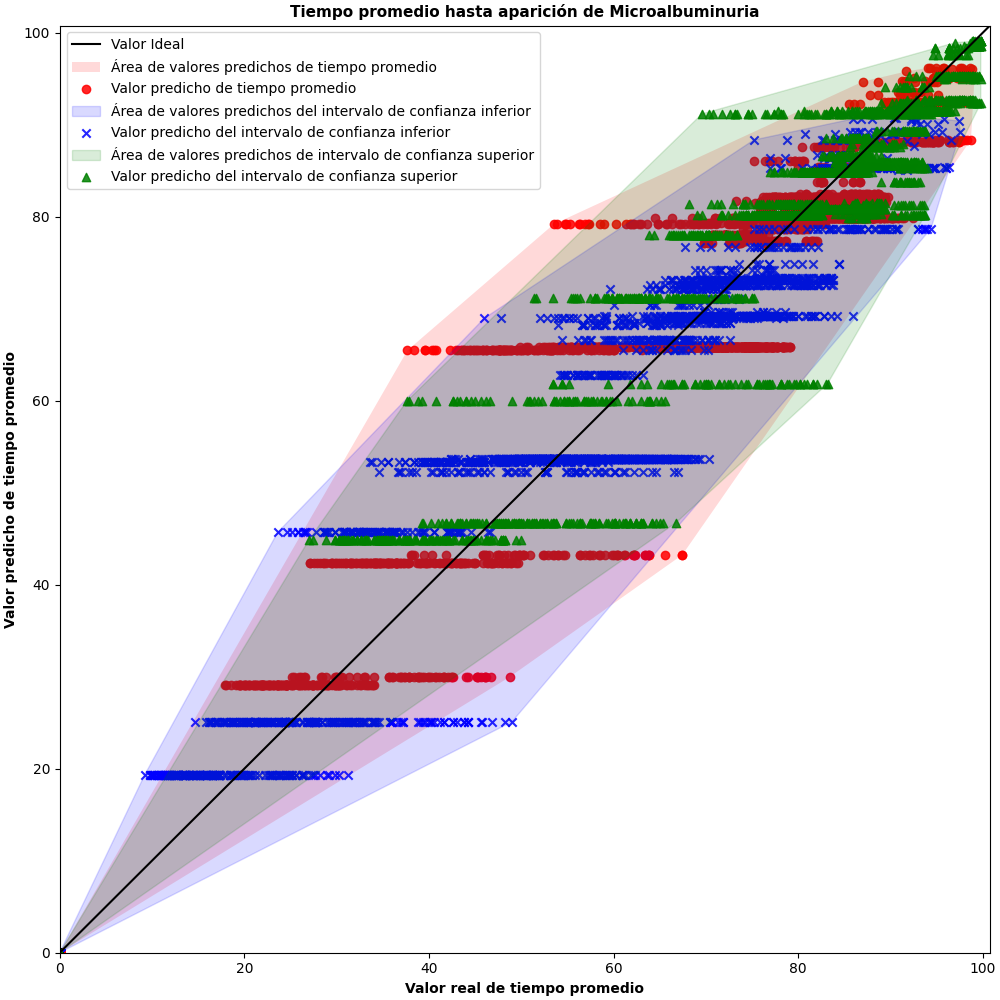 Tiempo promedio hasta aparición de Microalbuminuria
Valor Ideal
Área de valores predichos de tiempo promedio
Valor predicho de tiempo promedio
Área de valores predichos del intervalo de confianza inferior
Valor predicho del intervalo de confianza inferior
Área de valores predichos de intervalo de confianza superior
Valor predicho del intervalo de confianza superior
Valor predicho de tiempo promedio
100
80
60
40
20
0
0 20 40 60 80 100
Valor real de tiempo promedio